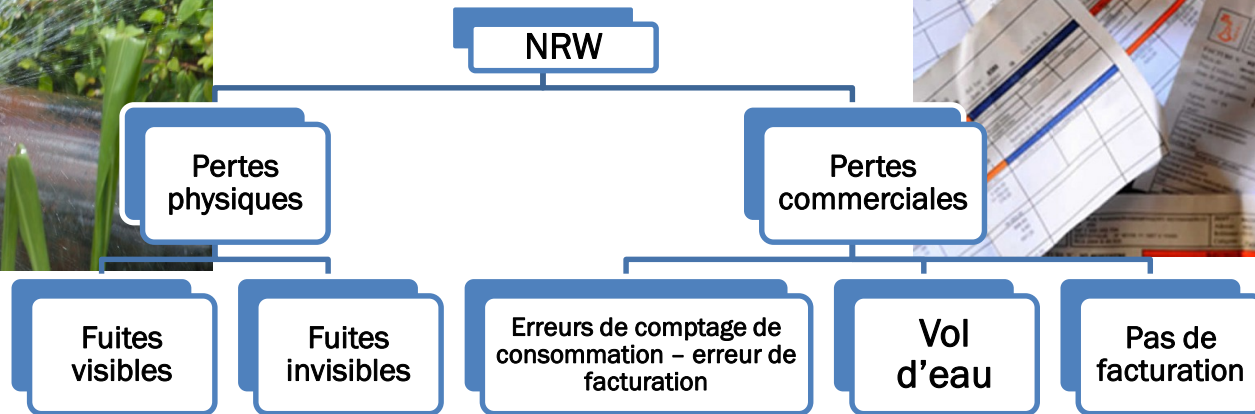 NRW
Pertes
physiques
Pertes
commerciales
Fuites
visibles
Fuites
invisibles
Erreurs de comptage de
consommation – erreur de
facturation
Vol
d’eau
Pas de
facturation